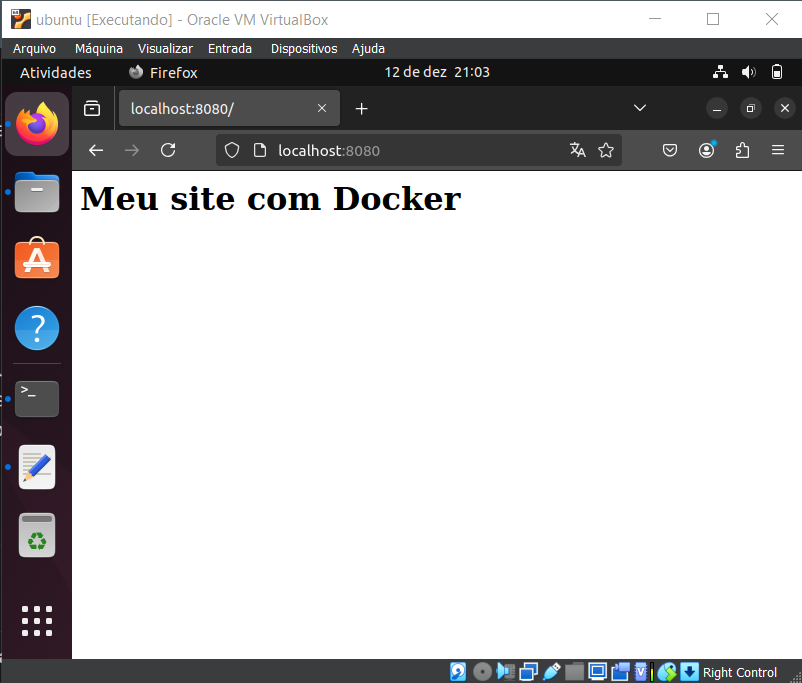 ubuntu [Executando] - Oracle VM VirtualBox
Arquivo Máquina Visualizar Entrada Dispositivos Ajuda
Atividades Firefox 12 de dez 21:03
localhost:8080/
localhost:8080
Meu site com Docker
Right Control